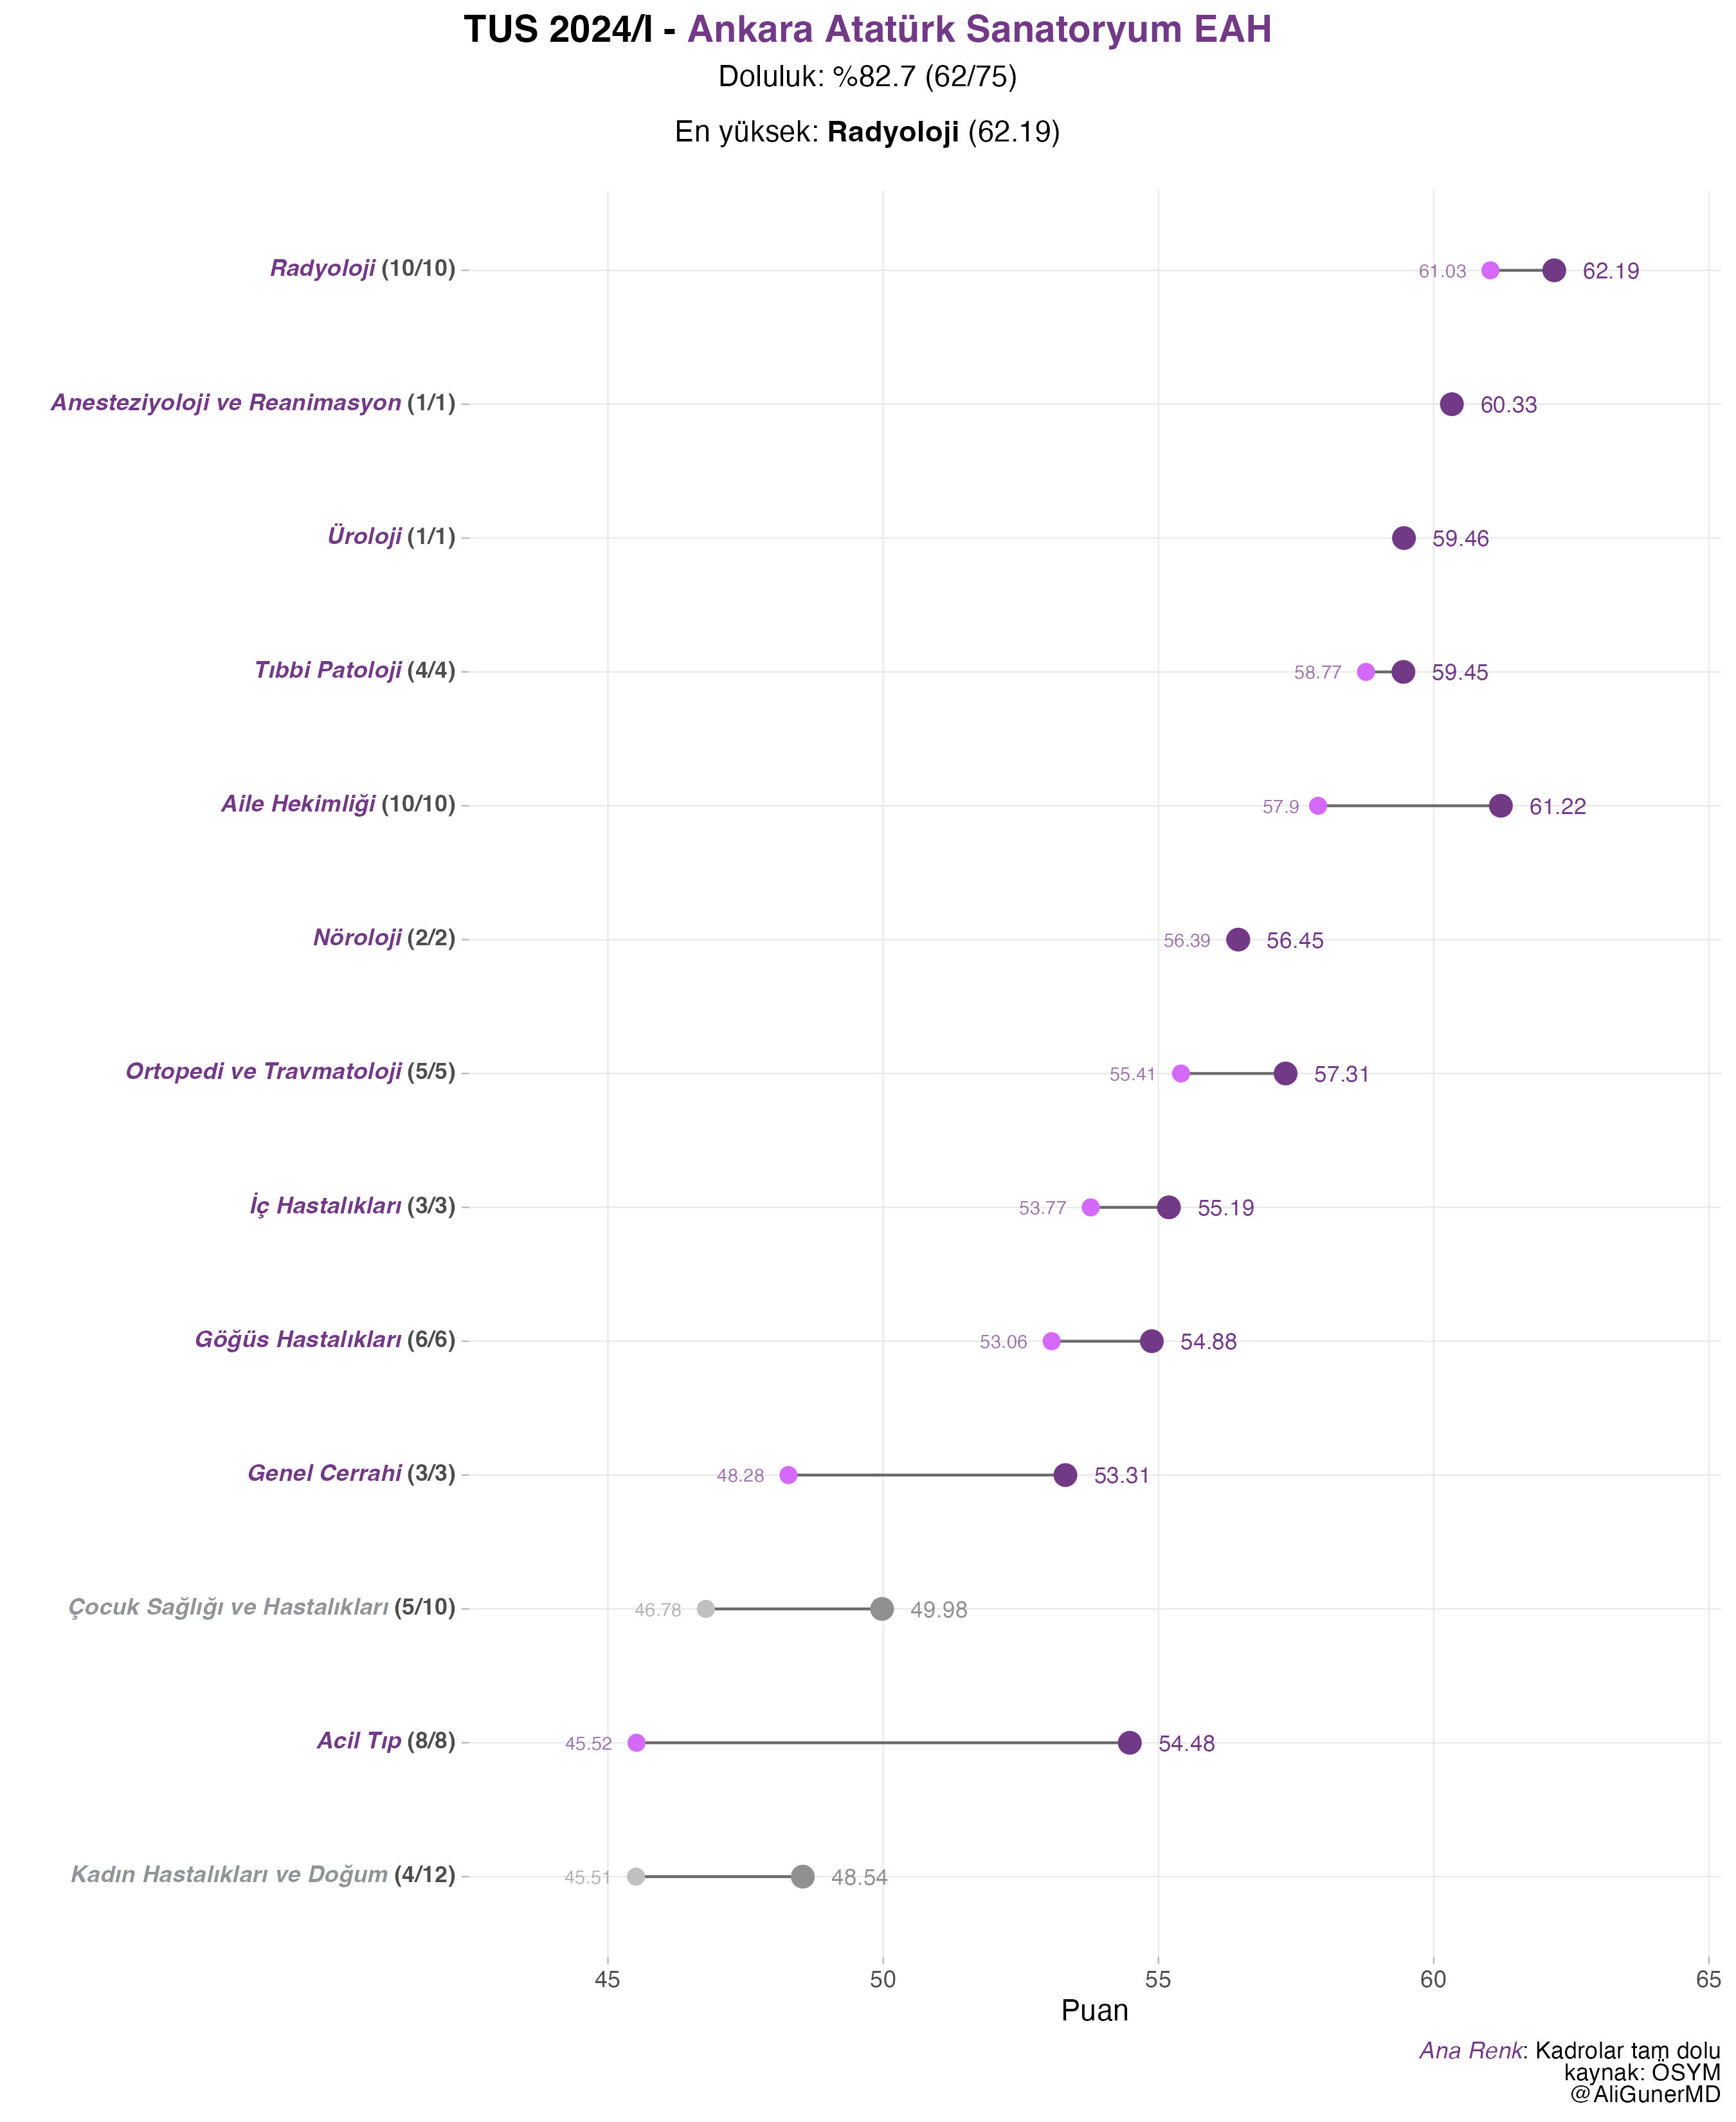 TUS 2024/I - Ankara Atatürk Sanatoryum EAH
Doluluk: %82.7 (62/75)
En yüksek: Radyoloji (62.19)
Radyoloji (10/10) 61.03 62.19
Anesteziyoloji ve Reanimasyon (1/1) 60.33
Üroloji (1/1) 59.46
Tıbbi Patoloji (4/4) 58.77 59.45
Aile Hekimliği (10/10) 57.9 61.22
Nöroloji (2/2) 56.39 56.45
Ortopedi ve Travmatoloji (5/5) 55.41 57.31
İç Hastalıkları (3/3) 53.77 55.19
Göğüs Hastalıkları (6/6) 53.06 54.88
Genel Cerrahi (3/3) 48.28 53.31
Çocuk Sağlığı ve Hastalıkları (5/10) 46.78 49.98
Acil Tıp (8/8) 45.52 54.48
Kadın Hastalıkları ve Doğum (4/12) 45.51 48.54
45 50 55 60 65
Puan
Ana Renk: Kadrolar tam dolu
kaynak: ÖSYM
@AliGunerMD